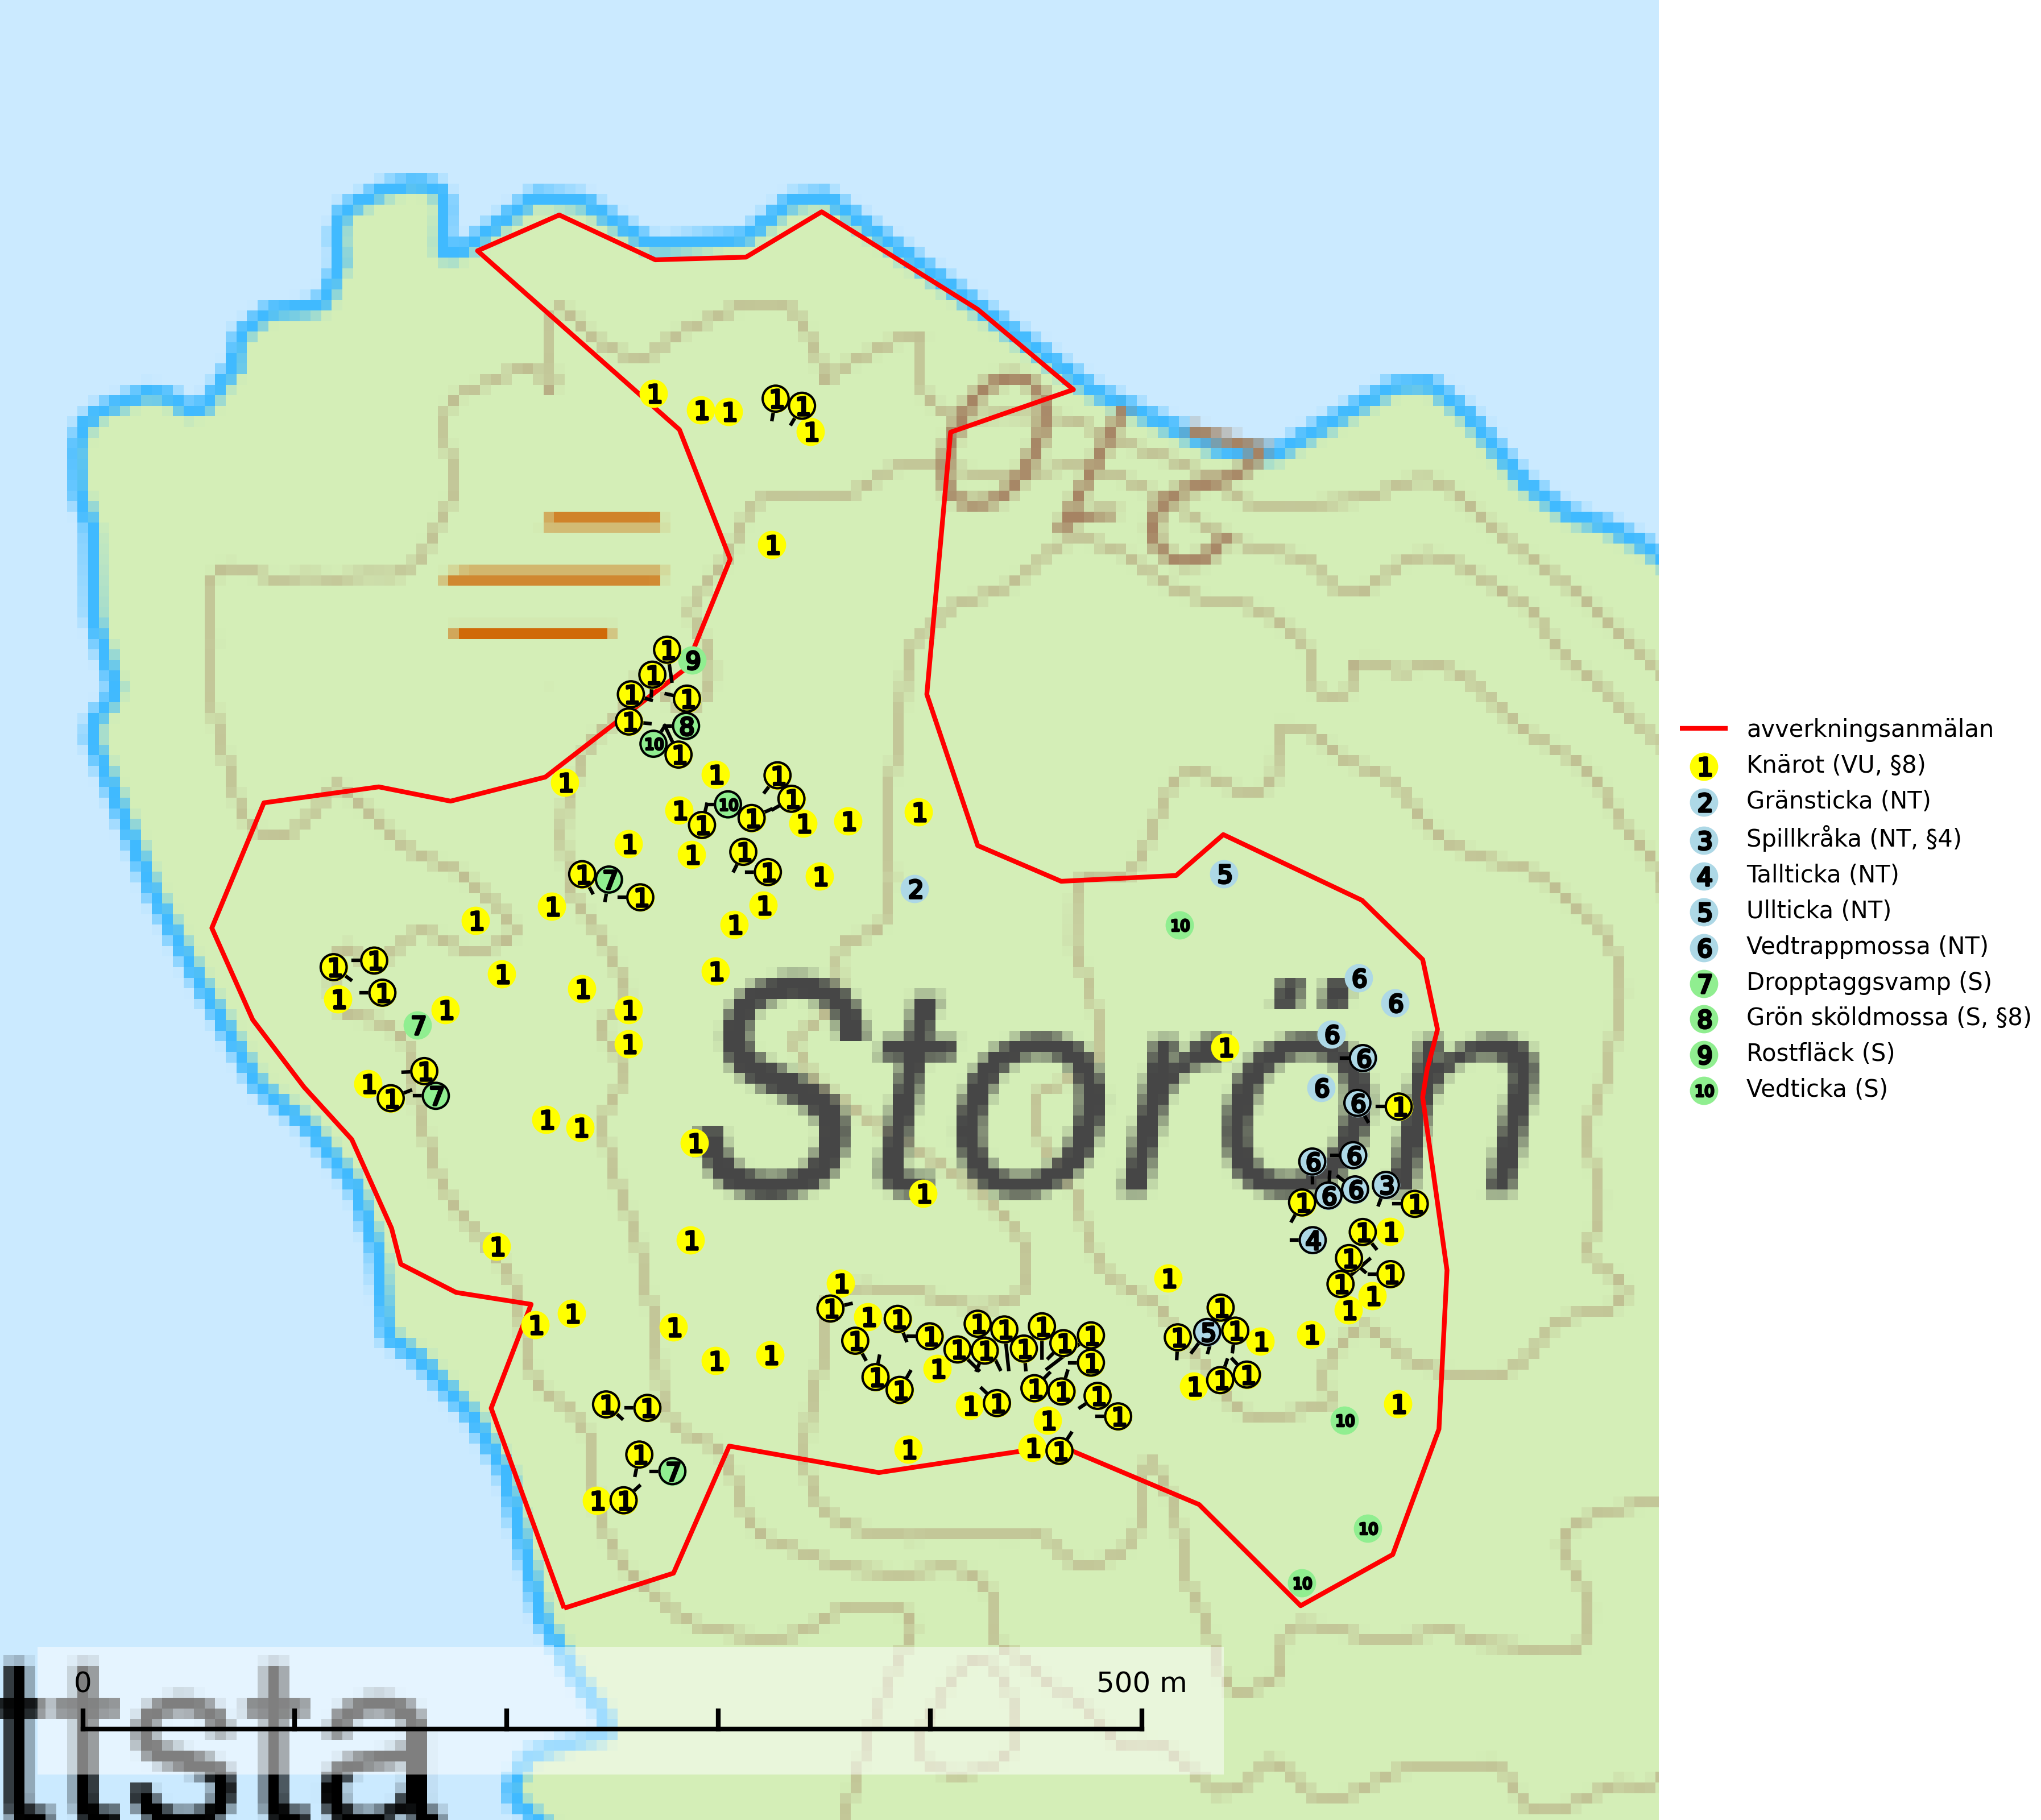 Storön
ttsta
0 500 m
avverkningsanmälan
1 Knärot (VU, §8)
2 Gränsticka (NT)
3 Spillkråka (NT, §4)
4 Tallticka (NT)
5 Ullticka (NT)
6 Vedtrappmossa (NT)
7 Dropptaggsvamp (S)
8 Grön sköldmossa (S, §8)
9 Rostfläck (S)
10 Vedticka (S)